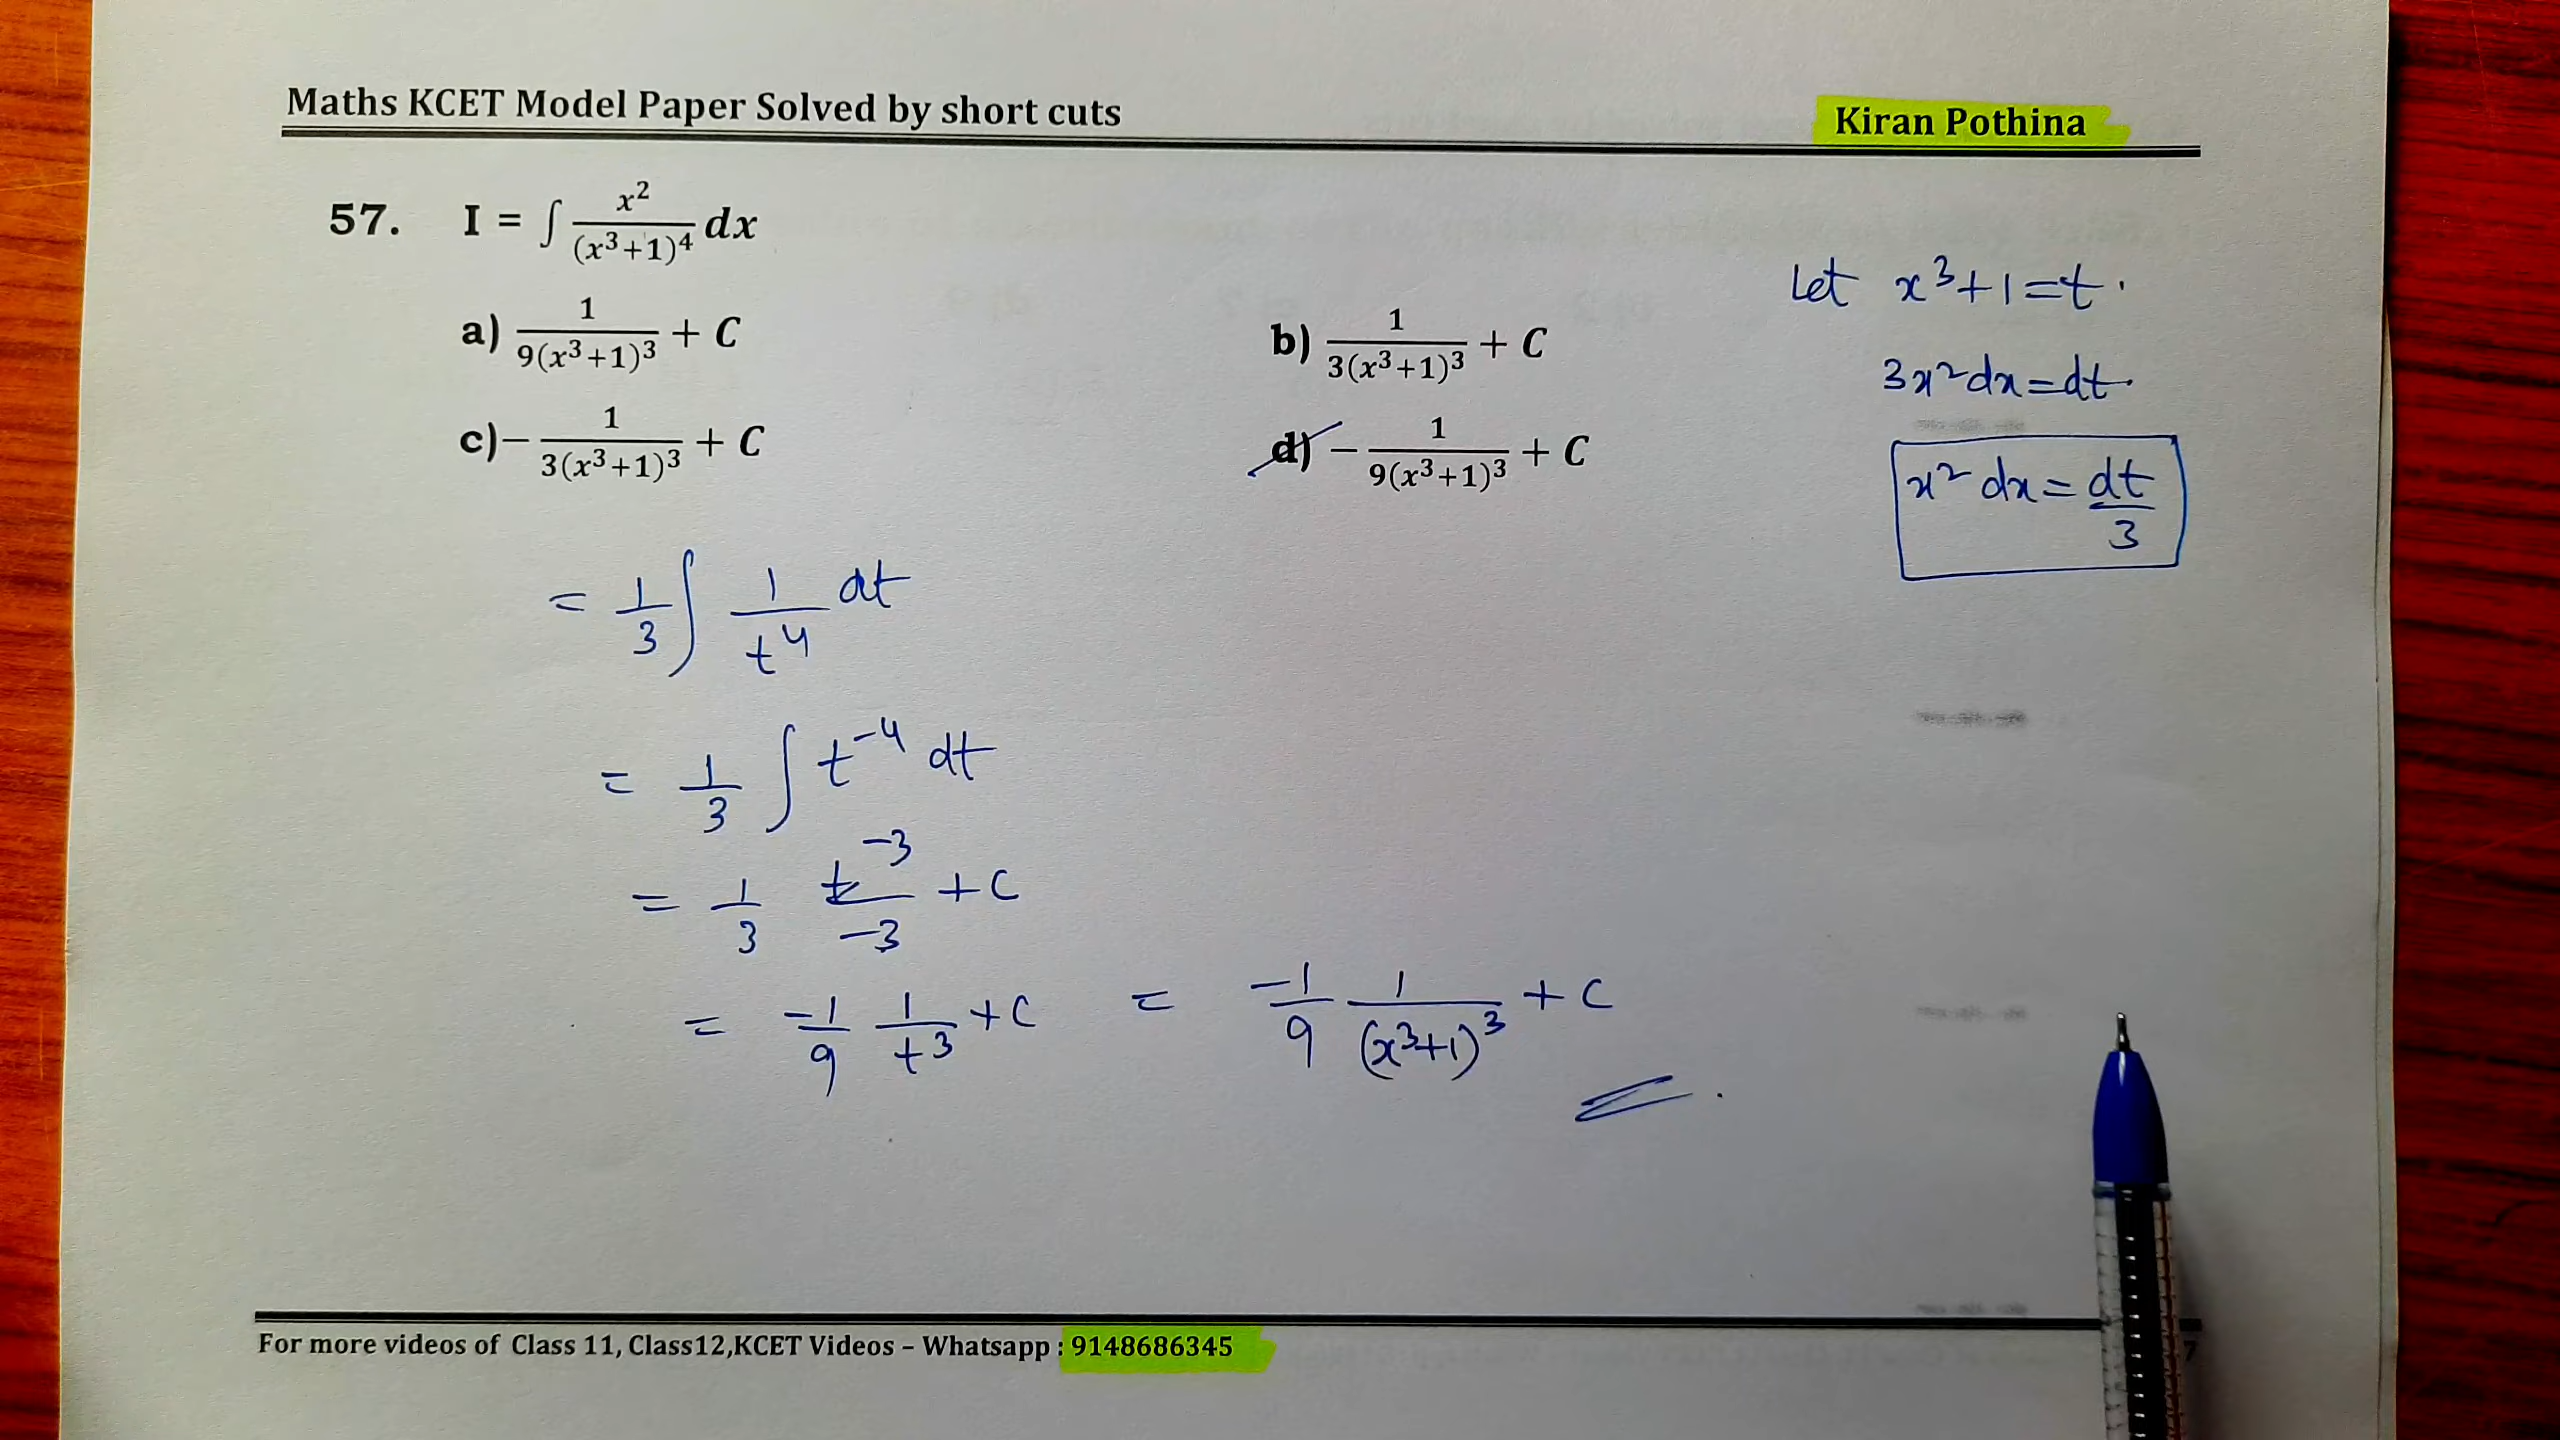 Maths KCET Model Paper Solved by short cuts
Kiran Pothina
57. I = ∫ x²/(x³+1)⁴ dx
a) 1/9(x³+1)³ + C
b) 1/3(x³+1)³ + C
c) − 1/3(x³+1)³ + C
d) − 1/9(x³+1)³ + C
Let x³+1=t.
3x²dx=dt.
x²dx=dt/3
= 1/3 ∫ 1/t⁴ dt
= 1/3 ∫ t⁻⁴ dt
= 1/3 t⁻³/−3 +C
= −1/9 1/t³ +C = −1/9 1/(x³+1)³ + C
For more videos of Class 11, Class12,KCET Videos – Whatsapp : 9148686345
7